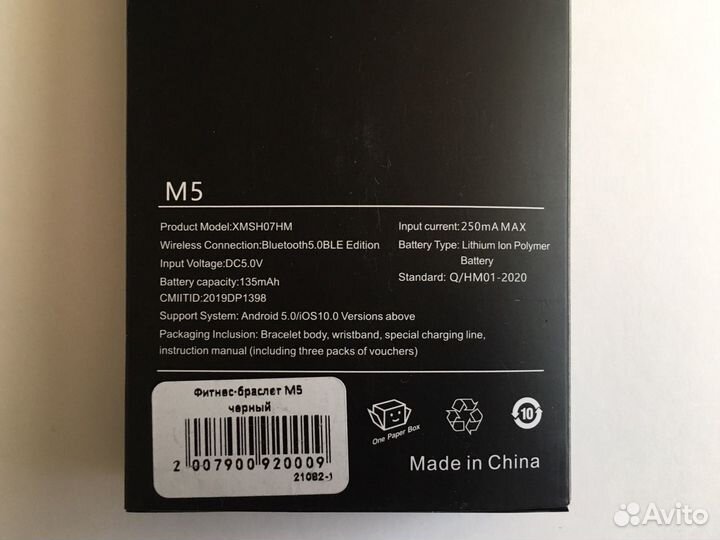 M5
Product Model:XMSH07HM
Wireless Connection:Bluetooth5.0BLE Edition
Input Voltage:DC5.0V
Battery capacity:135mAh
CMIITID:2019DP1398
Input current:250mA MAX
Battery Type: Lithium Ion Polymer
Battery
Standard: Q/HM01-2020
Support System: Android 5.0/iOS10.0 Versions above
Packaging Inclusion: Bracelet body, wristband, special charging line,
instruction manual (including three packs of vouchers)
Фитнес-браслет М5
черный
2 007900 920009
21082-1
One Paper Box
10
Made in China
Avito